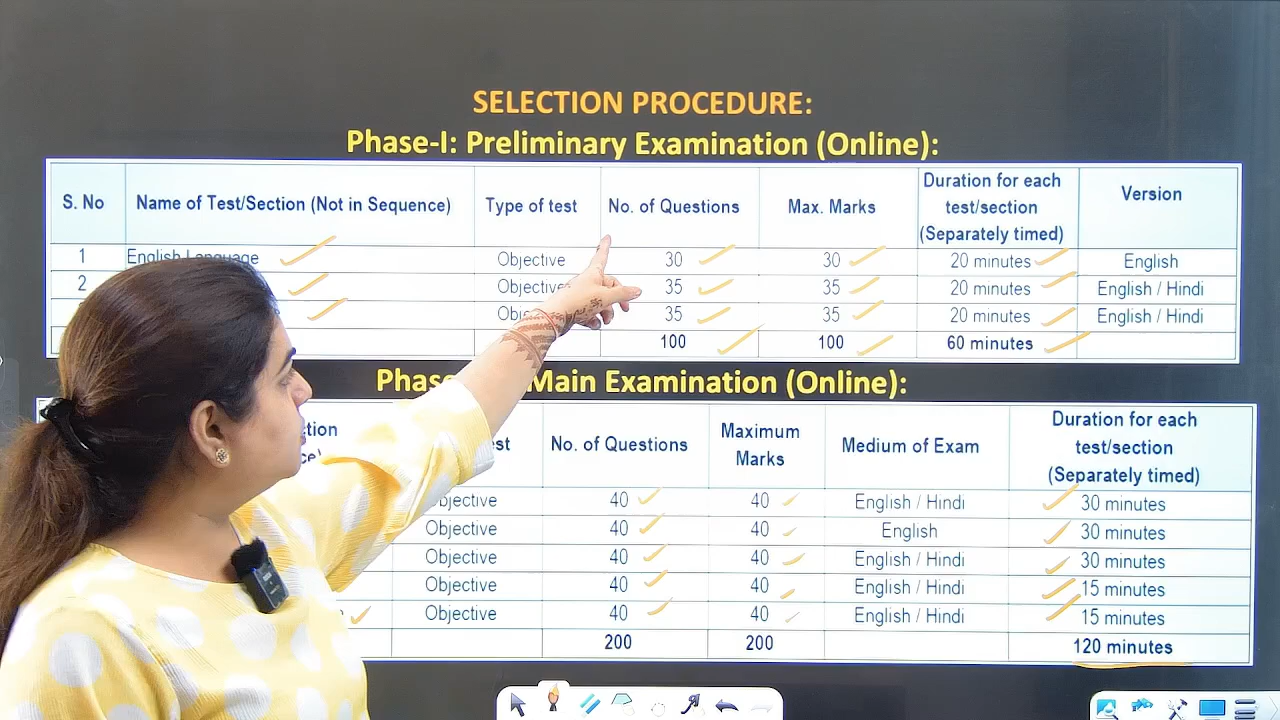 SELECTION PROCEDURE:
Phase-I: Preliminary Examination (Online):
S. No Name of Test/Section (Not in Sequence) Type of test No. of Questions Max. Marks Duration for each test/section (Separately timed) Version
1 English Language Objective 30 30 20 minutes English
2 Objective 35 35 20 minutes English / Hindi
35 35 20 minutes English / Hindi
100 100 60 minutes
Main Examination (Online):
No. of Questions Maximum Marks Medium of Exam Duration for each test/section (Separately timed)
Objective 40 40 English / Hindi 30 minutes
Objective 40 40 English 30 minutes
Objective 40 40 English / Hindi 30 minutes
Objective 40 40 English / Hindi 15 minutes
Objective 40 40 English / Hindi 15 minutes
200 200 120 minutes